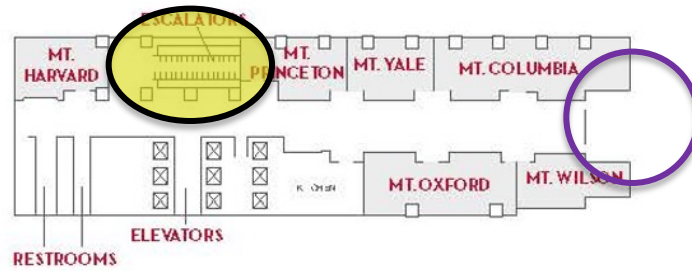 ESCALATORS
MT.
HARVARD
MT.
PRINCETON
MT. YALE
MT. COLUMBIA
MT.OXFORD
MT. WILSON
ELEVATORS
RESTROOMS